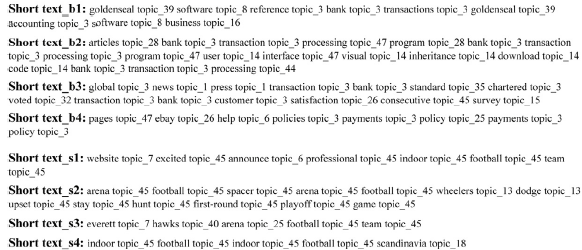 Short text_b1: goldenseal topic_39 software topic_8 reference topic_3 bank topic_3 transactions topic_3 goldenseal topic_39
accounting topic_3 software topic_8 business topic_16
Short text_b2: articles topic_28 bank topic_3 transaction topic_3 processing topic_47 program topic_28 bank topic_3 transaction
topic_3 processing topic_3 program topic_47 user topic_14 interface topic_47 visual topic_14 inheritance topic_14 download topic_14
code topic_14 bank topic_3 transaction topic_3 processing topic_44
Short text_b3: global topic_3 news topic_1 press topic_1 transaction topic_3 bank topic_3 standard topic_35 chartered topic_3
voted topic_32 transaction topic_3 bank topic_3 customer topic_3 satisfaction topic_26 consecutive topic_45 survey topic_15
Short text_b4: pages topic_47 ebay topic_26 help topic_6 policies topic_3 payments topic_3 policy topic_25 payments topic_3
policy topic_3
Short text_s1: website topic_7 excited topic_45 announce topic_6 professional topic_45 indoor topic_45 football topic_45 team
topic_45
Short text_s2: arena topic_45 football topic_45 spacer topic_45 arena topic_45 football topic_45 wheelers topic_13 dodge topic_13
upset topic_45 stay topic_45 hunt topic_45 first-round topic_45 playoff topic_45 game topic_45
Short text_s3: everett topic_7 hawks topic_40 arena topic_25 football topic_45 team topic_45
Short text_s4: indoor topic_45 football topic_45 indoor topic_45 football topic_45 scandinavia topic_18